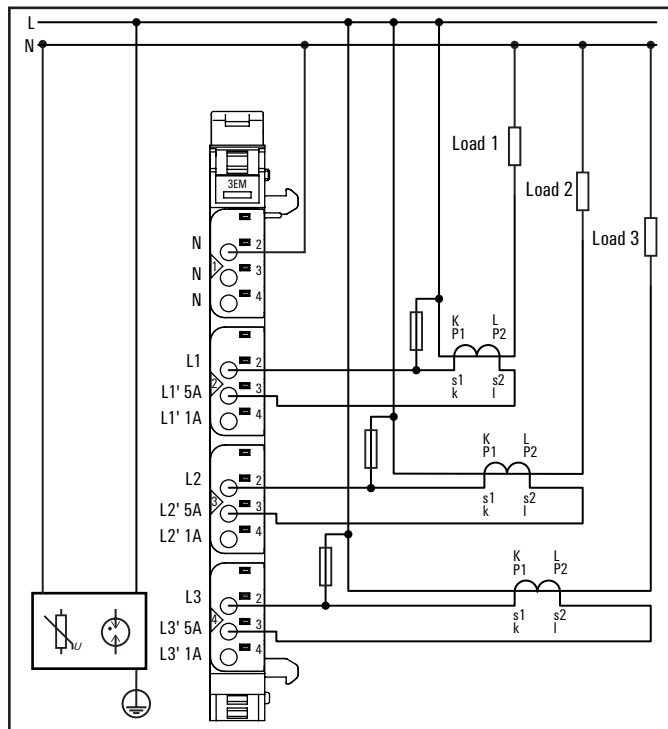 L
N
Load 1
Load 2
Load 3
3EM
N
N
N
1
2
3
4
K
P1
L
P2
s1
k
s2
l
L1
L1' 5A
L1' 1A
2
2
3
4
K
P1
L
P2
s1
k
s2
l
L2
L2' 5A
L2' 1A
3
2
3
4
K
P1
L
P2
s1
k
s2
l
L3
L3' 5A
L3' 1A
4
2
3
4
U